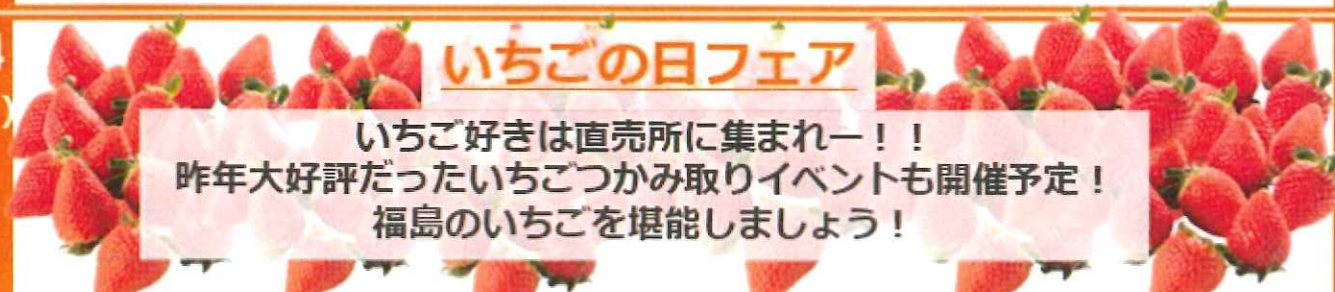 いちごの日フェア
いちご好きは直売所に集まれー！！
昨年大好評だったいちごつかみ取りイベントも開催予定！
福島のいちごを堪能しましょう！